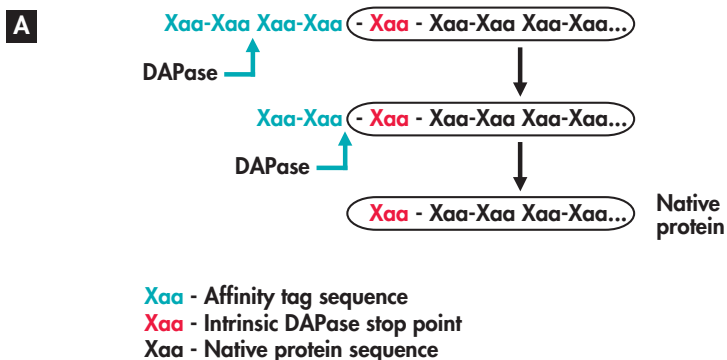 A
Xaa-Xaa Xaa-Xaa - Xaa - Xaa-Xaa Xaa-Xaa...
DAPase
Xaa-Xaa - Xaa - Xaa-Xaa Xaa-Xaa...
DAPase
Xaa - Xaa-Xaa Xaa-Xaa...
Native
protein
Xaa - Affinity tag sequence
Xaa - Intrinsic DAPase stop point
Xaa - Native protein sequence